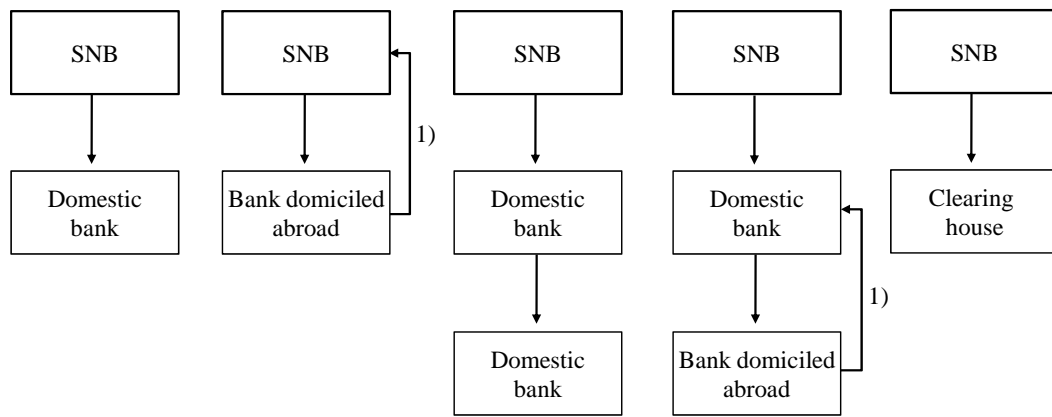 SNB
SNB
SNB
SNB
SNB
1)
Domestic
bank
Bank domiciled
abroad
Domestic
bank
Domestic
bank
Clearing
house
1)
Domestic
bank
Bank domiciled
abroad